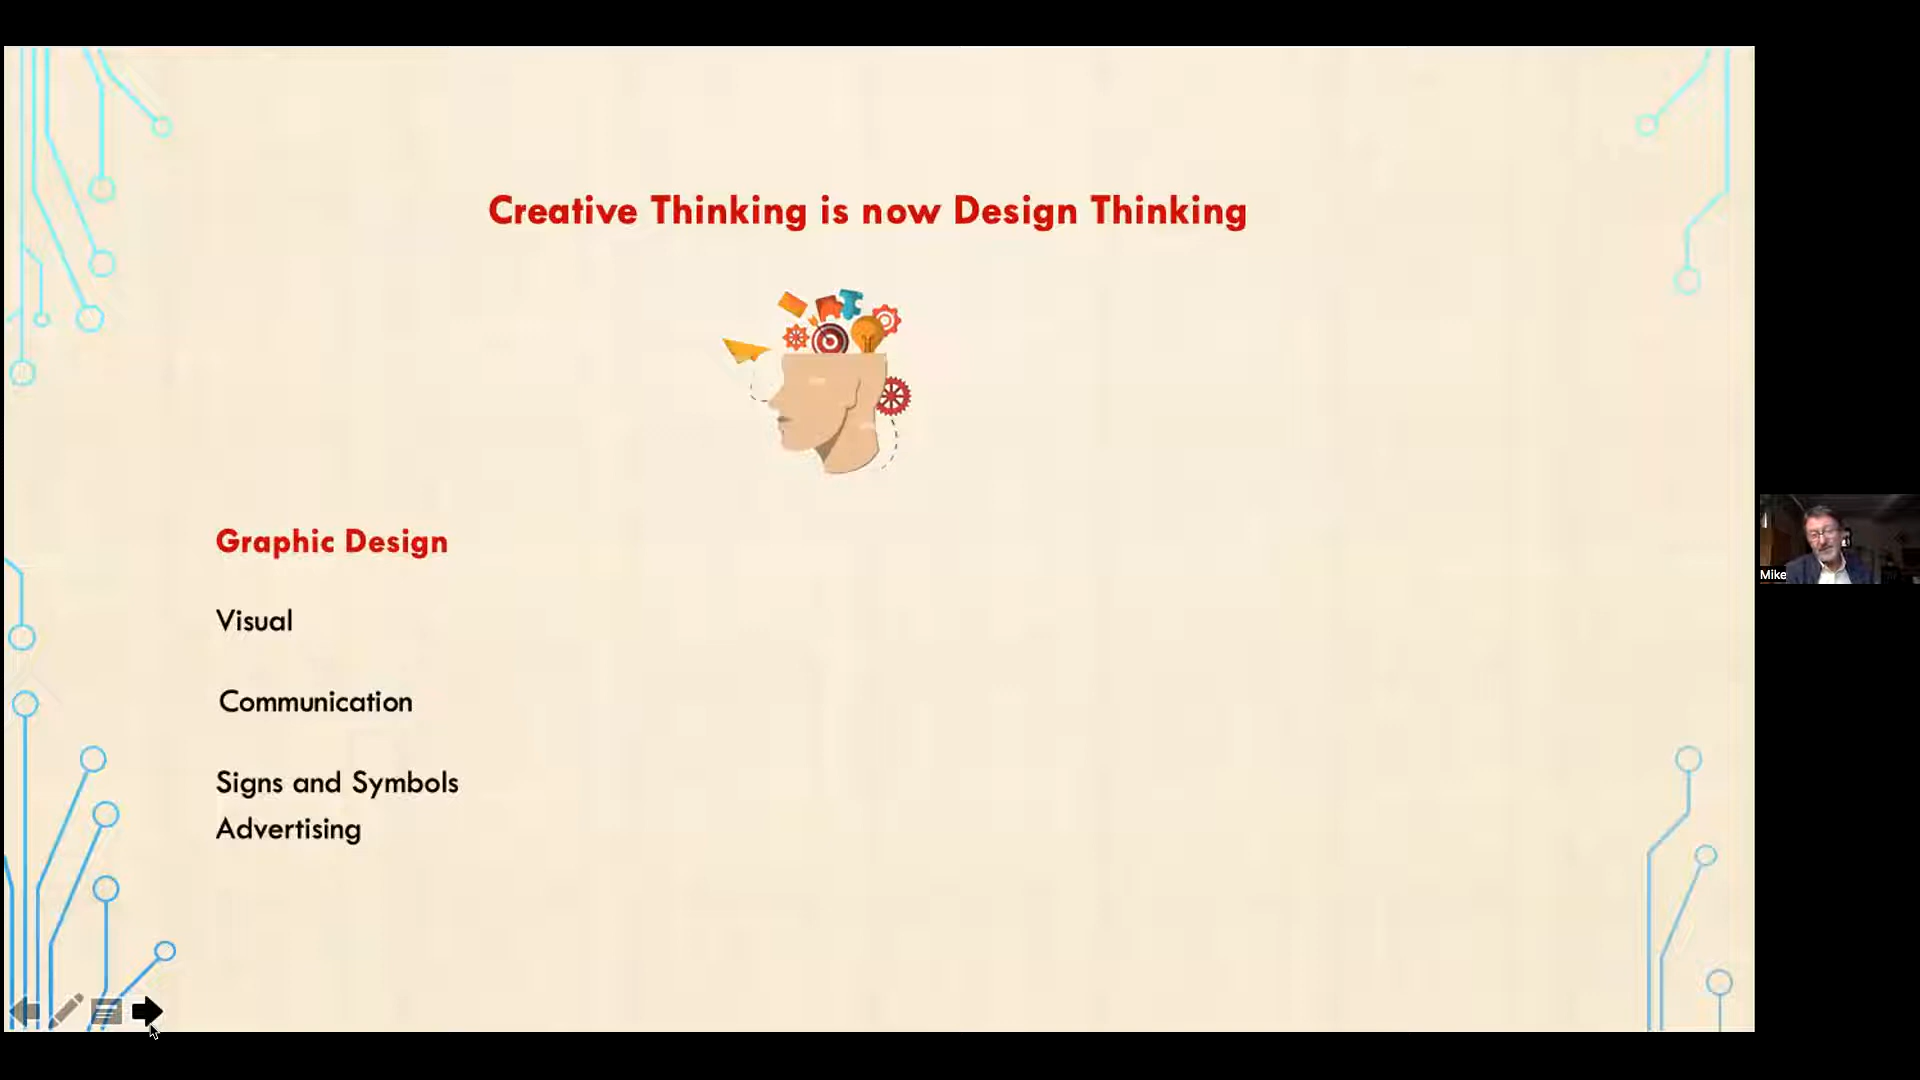 Creative Thinking is now Design Thinking
Graphic Design
Visual
Communication
Signs and Symbols
Advertising
Mike